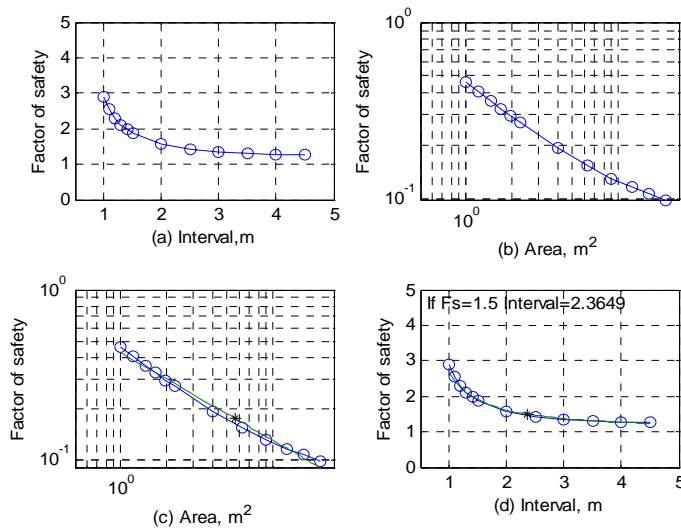 5
4
3
2
1
0
Factor of safety
1 2 3 4 5
(a) Interval,m
10^0
10^-1
Factor of safety
10^0
(b) Area, m^2
10^0
10^-1
Factor of safety
10^0
(c) Area, m^2
If Fs=1.5 Interval=2.3649
5
4
3
2
1
0
Factor of safety
1 2 3 4 5
(d) Interval, m